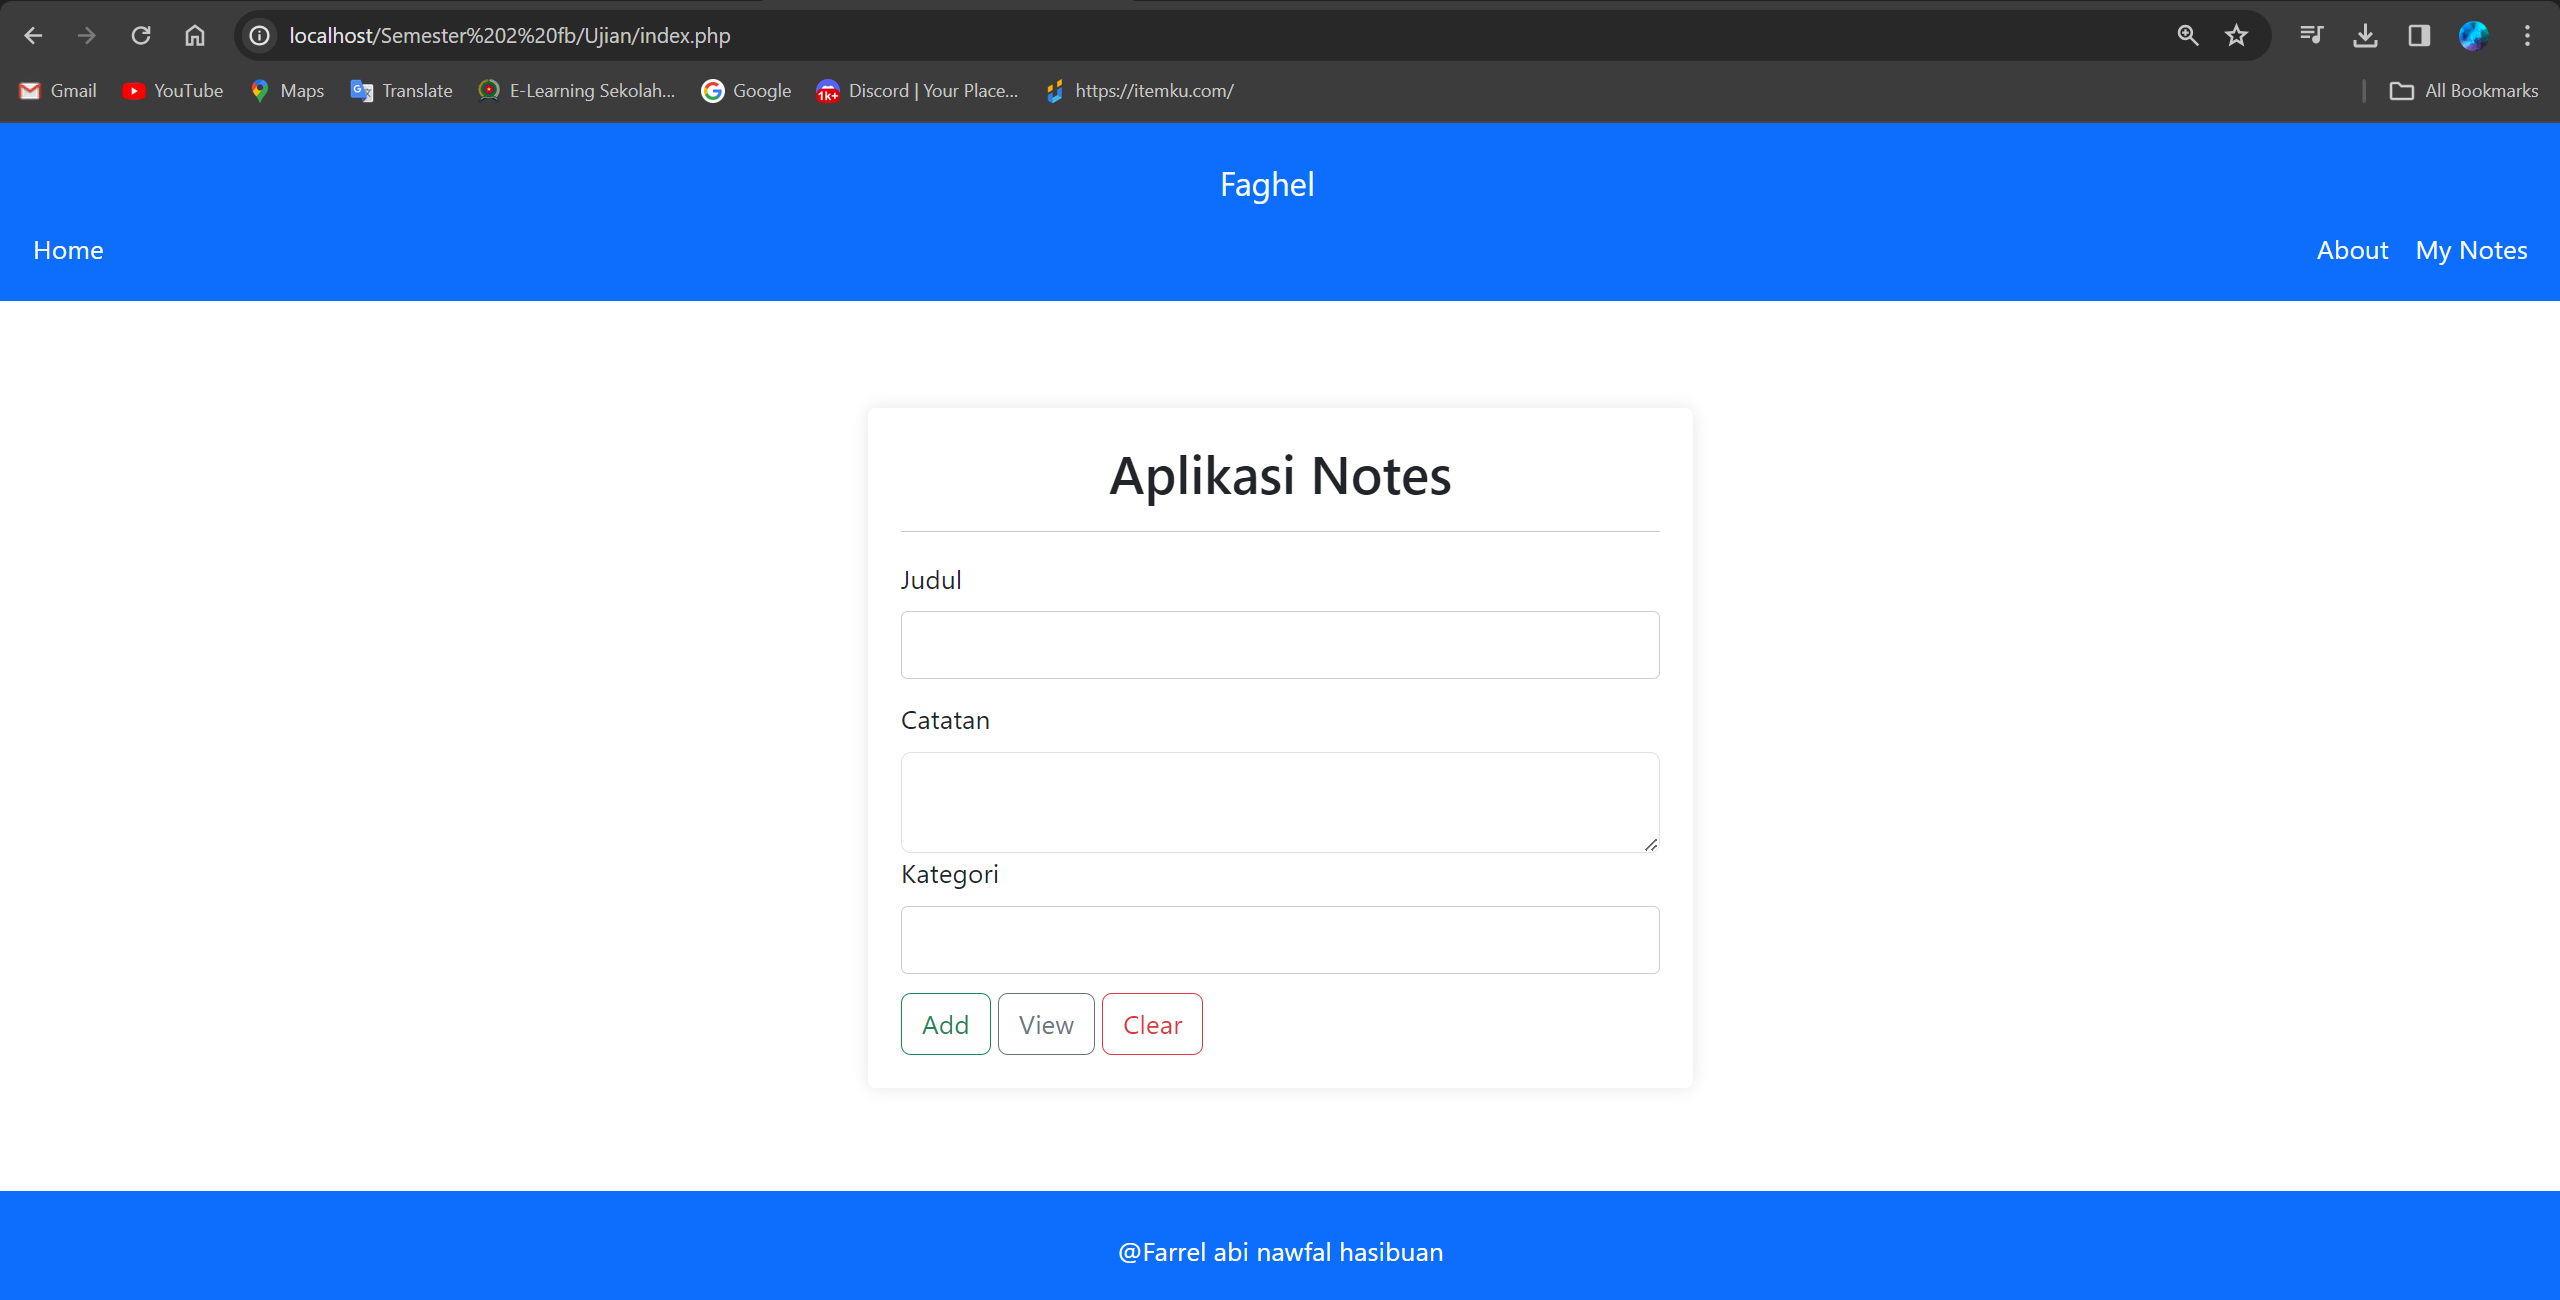 localhost/Semester%202%20fb/Ujian/index.php
Gmail YouTube Maps Translate E-Learning Sekolah... Google 1k+ Discord | Your Place... https://itemku.com/ All Bookmarks
Faghel
Home About My Notes
Aplikasi Notes
Judul
Catatan
Kategori
Add View Clear
@Farrel abi nawfal hasibuan